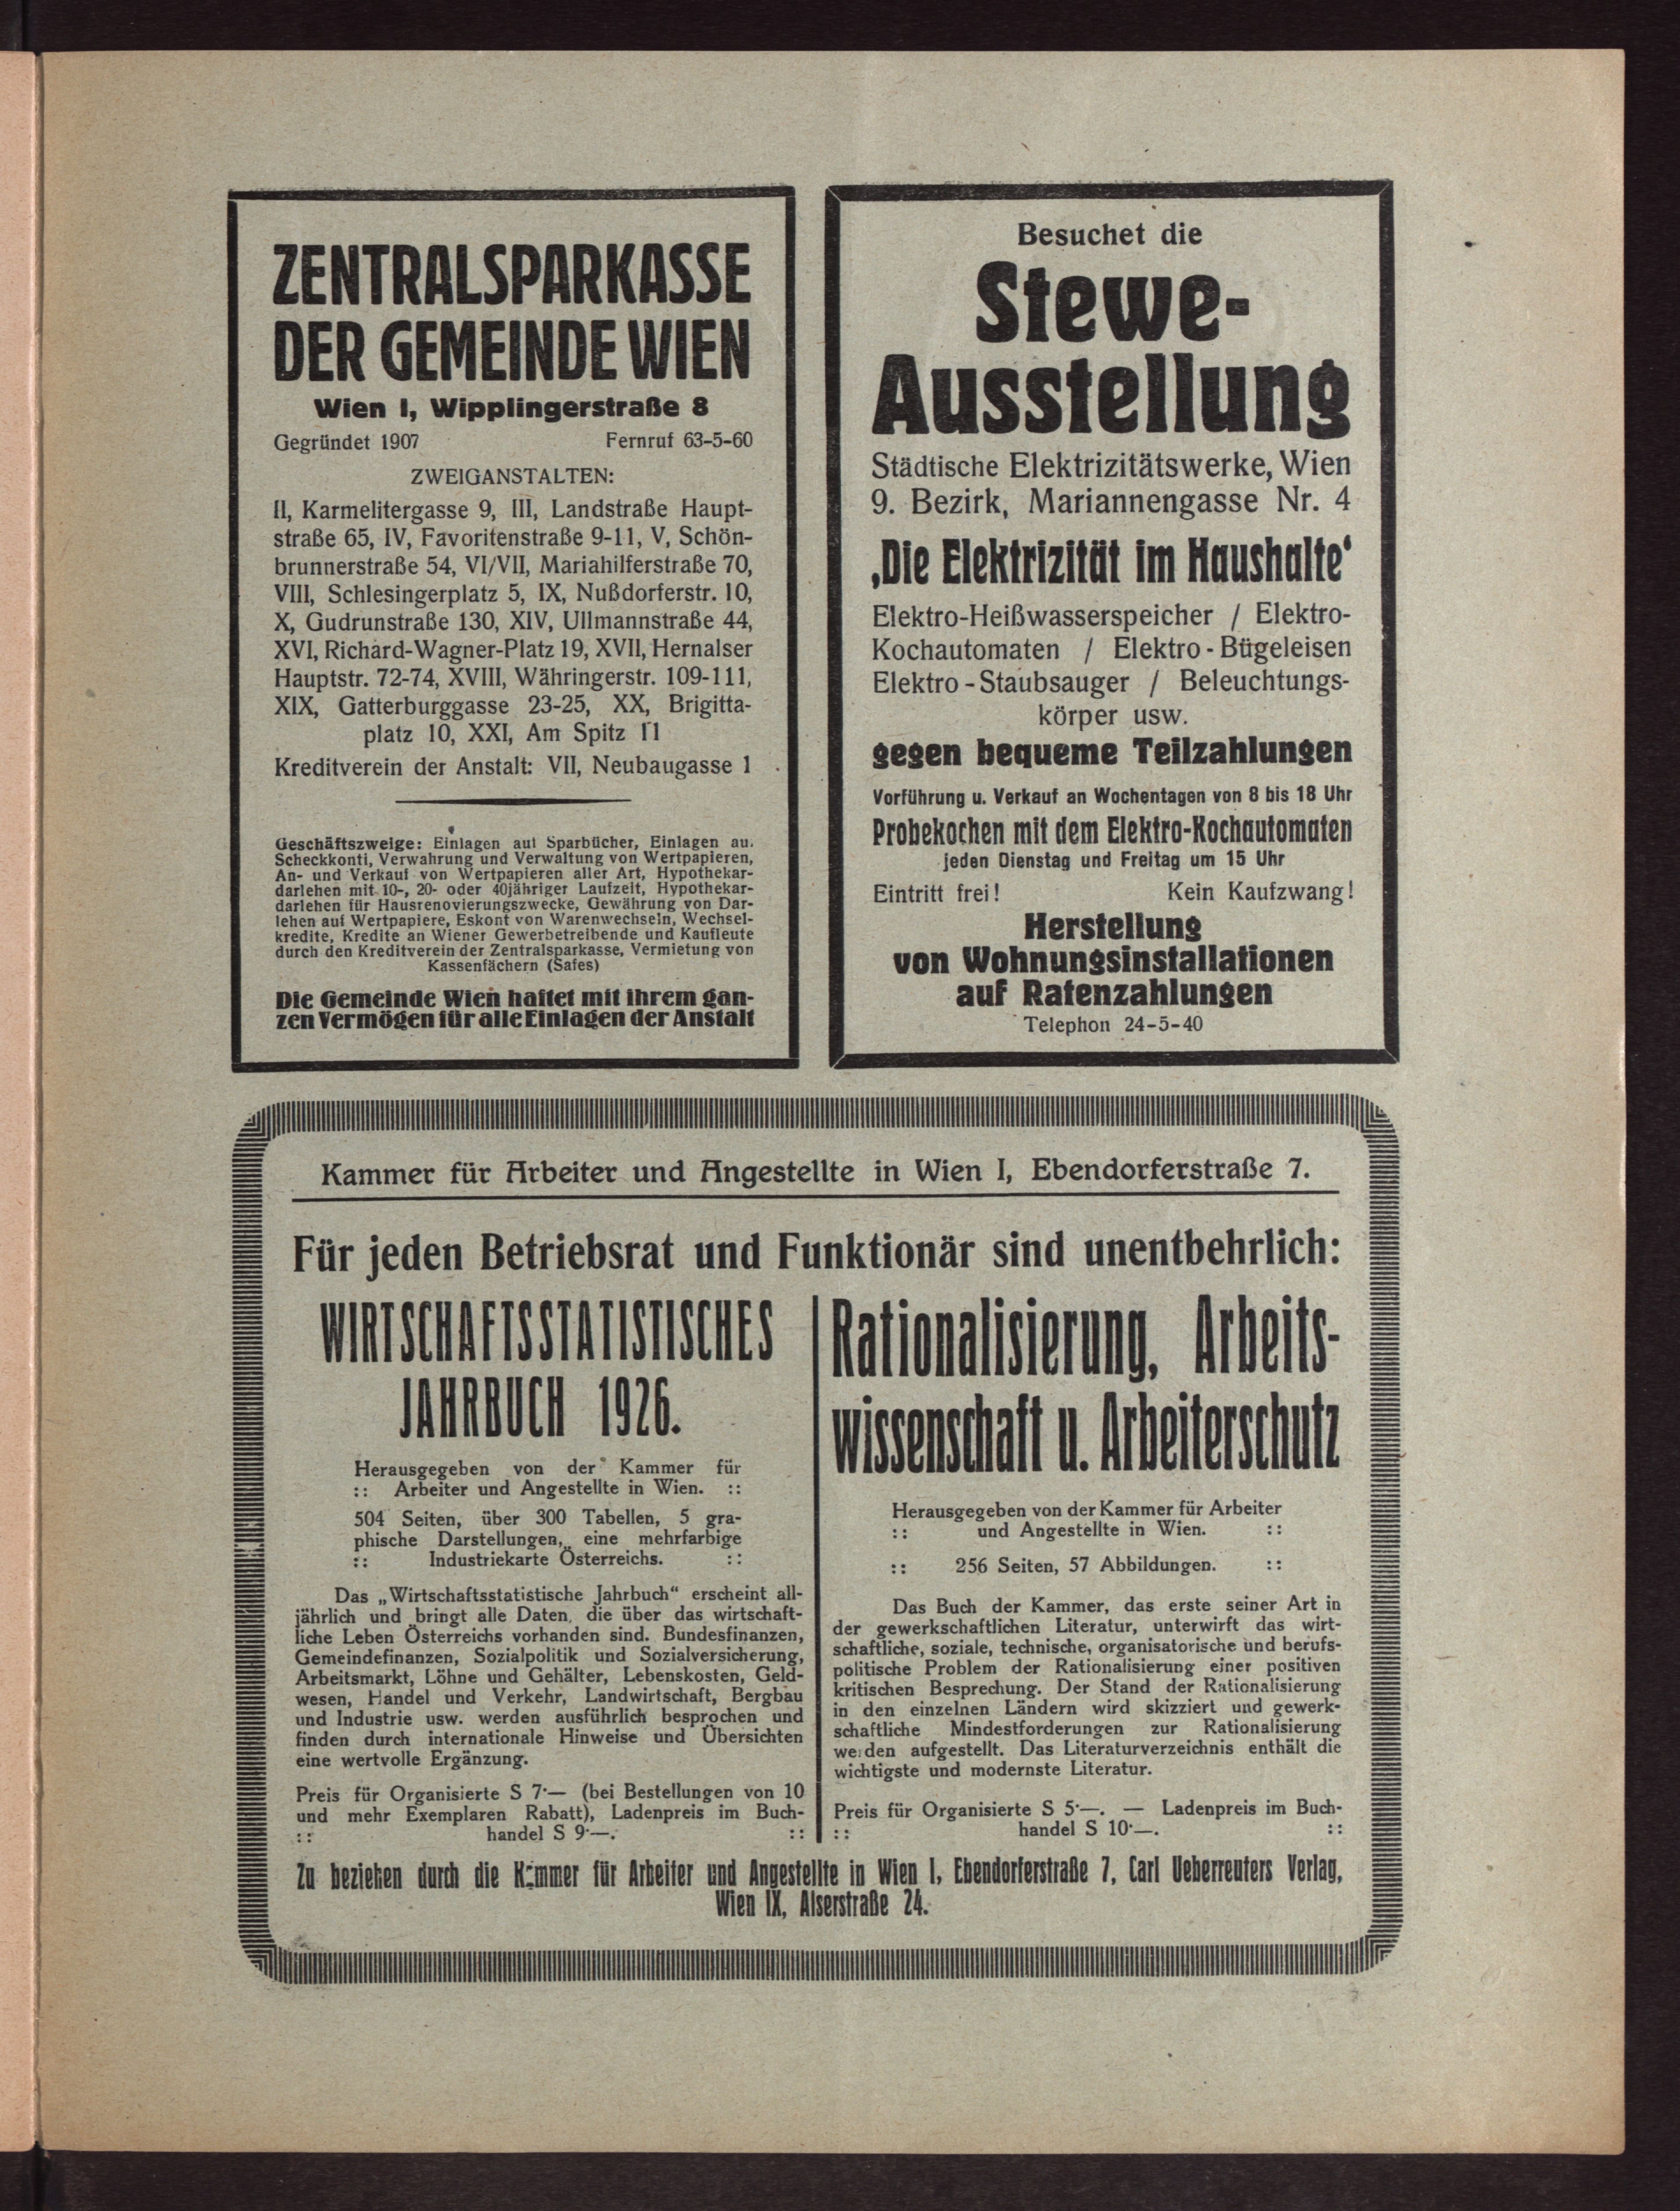 ZENTRALSPARKASSE
DER GEMEINDE WIEN
Wien I, Wipplingerstraße 8
Gegründet 1907 Fernruf 63-5-60
ZWEIGANSTALTEN:
II, Karmelitergasse 9, III, Landstraße Haupt-
straße 65, IV, Favoritenstraße 9-11, V, Schön-
brunnerstraße 54, VI/VII, Mariahilferstraße 70,
VIII, Schlesingerplatz 5, IX, Nußdorferstr. 10,
X, Gudrunstraße 130, XIV, Ullmannstraße 44,
XVI, Richard-Wagner-Platz 19, XVII, Hernalser
Hauptstr. 72-74, XVIII, Währingerstr. 109-111,
XIX, Gatterburggasse 23-25, XX, Brigitta-
platz 10, XXI, Am Spitz 11
Kreditverein der Anstalt: VII, Neubaugasse 1
Geschäftszweige: Einlagen auf Sparbücher, Einlagen au.
Scheckkonti, Verwahrung und Verwaltung von Wertpapieren,
An- und Verkauf von Wertpapieren aller Art, Hypothekar-
darlehen mit 10-, 20- oder 40jähriger Laufzeit, Hypothekar-
darlehen für Hausrenovierungszwecke, Gewährung von Dar-
lehen auf Wertpapiere, Eskont von Warenwechseln, Wechsel-
kredite, Kredite an Wiener Gewerbetreibende und Kaufleute
durch den Kreditverein der Zentralsparkasse, Vermietung von
Kassenfächern (Safes)
Die Gemeinde Wien haftet mit ihrem gan-
zen Vermögen für alle Einlagen der Anstalt
Besuchet die
Stewe-
Ausstellung
Städtische Elektrizitätswerke, Wien
9. Bezirk, Mariannengasse Nr. 4
‚Die Elektrizität im Haushalte‘
Elektro-Heißwasserspeicher / Elektro-
Kochautomaten / Elektro-Bügeleisen
Elektro-Staubsauger / Beleuchtungs-
körper usw.
gegen bequeme Teilzahlungen
Vorführung u. Verkauf an Wochentagen von 8 bis 18 Uhr
Probekochen mit dem Elektro-Kochautomaten
jeden Dienstag und Freitag um 15 Uhr
Eintritt frei! Kein Kaufzwang!
Herstellung
von Wohnungsinstallationen
auf Ratenzahlungen
Telephon 24-5-40
Kammer für Arbeiter und Angestellte in Wien I, Ebendorferstraße 7.
Für jeden Betriebsrat und Funktionär sind unentbehrlich:
WIRTSCHAFTSSTATISTISCHES
JAHRBUCH 1926.
Herausgegeben von der Kammer für
:: Arbeiter und Angestellte in Wien. ::
504 Seiten, über 300 Tabellen, 5 gra-
phische Darstellungen, eine mehrfarbige
:: Industriekarte Österreichs. ::
Das „Wirtschaftsstatistische Jahrbuch“ erscheint all-
jährlich und bringt alle Daten, die über das wirtschaft-
liche Leben Österreichs vorhanden sind. Bundesfinanzen,
Gemeindefinanzen, Sozialpolitik und Sozialversicherung,
Arbeitsmarkt, Löhne und Gehälter, Lebenskosten, Geld-
wesen, Handel und Verkehr, Landwirtschaft, Bergbau
und Industrie usw. werden ausführlich besprochen und
finden durch internationale Hinweise und Übersichten
eine wertvolle Ergänzung.
Preis für Organisierte S 7·— (bei Bestellungen von 10
und mehr Exemplaren Rabatt), Ladenpreis im Buch-
:: handel S 9·—. ::
Rationalisierung, Arbeits-
wissenschaft u. Arbeiterschutz
Herausgegeben von der Kammer für Arbeiter
:: und Angestellte in Wien. ::
:: 256 Seiten, 57 Abbildungen. ::
Das Buch der Kammer, das erste seiner Art in
der gewerkschaftlichen Literatur, unterwirft das wirt-
schaftliche, soziale, technische, organisatorische und berufs-
politische Problem der Rationalisierung einer positiven
kritischen Besprechung. Der Stand der Rationalisierung
in den einzelnen Ländern wird skizziert und gewerk-
schaftliche Mindestforderungen zur Rationalisierung
werden aufgestellt. Das Literaturverzeichnis enthält die
wichtigste und modernste Literatur.
Preis für Organisierte S 5·—. — Ladenpreis im Buch-
:: handel S 10·—. ::
Zu beziehen durch die Kammer für Arbeiter und Angestellte in Wien I, Ebendorferstraße 7, Carl Ueberreuters Verlag,
Wien IX, Alserstraße 24.